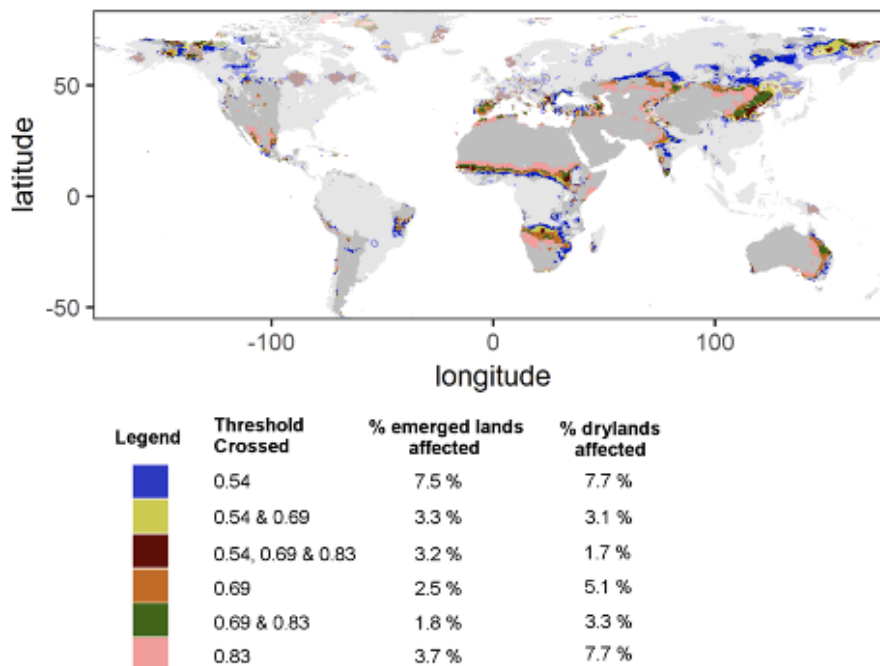 50
0
-50
latitude
-100
0
100
longitude
Legend
Threshold
Crossed
% emerged lands
affected
% drylands
affected
0.54
7.5 %
7.7 %
0.54 & 0.69
3.3 %
3.1 %
0.54, 0.69 & 0.83
3.2 %
1.7 %
0.69
2.5 %
5.1 %
0.69 & 0.83
1.8 %
3.3 %
0.83
3.7 %
7.7 %